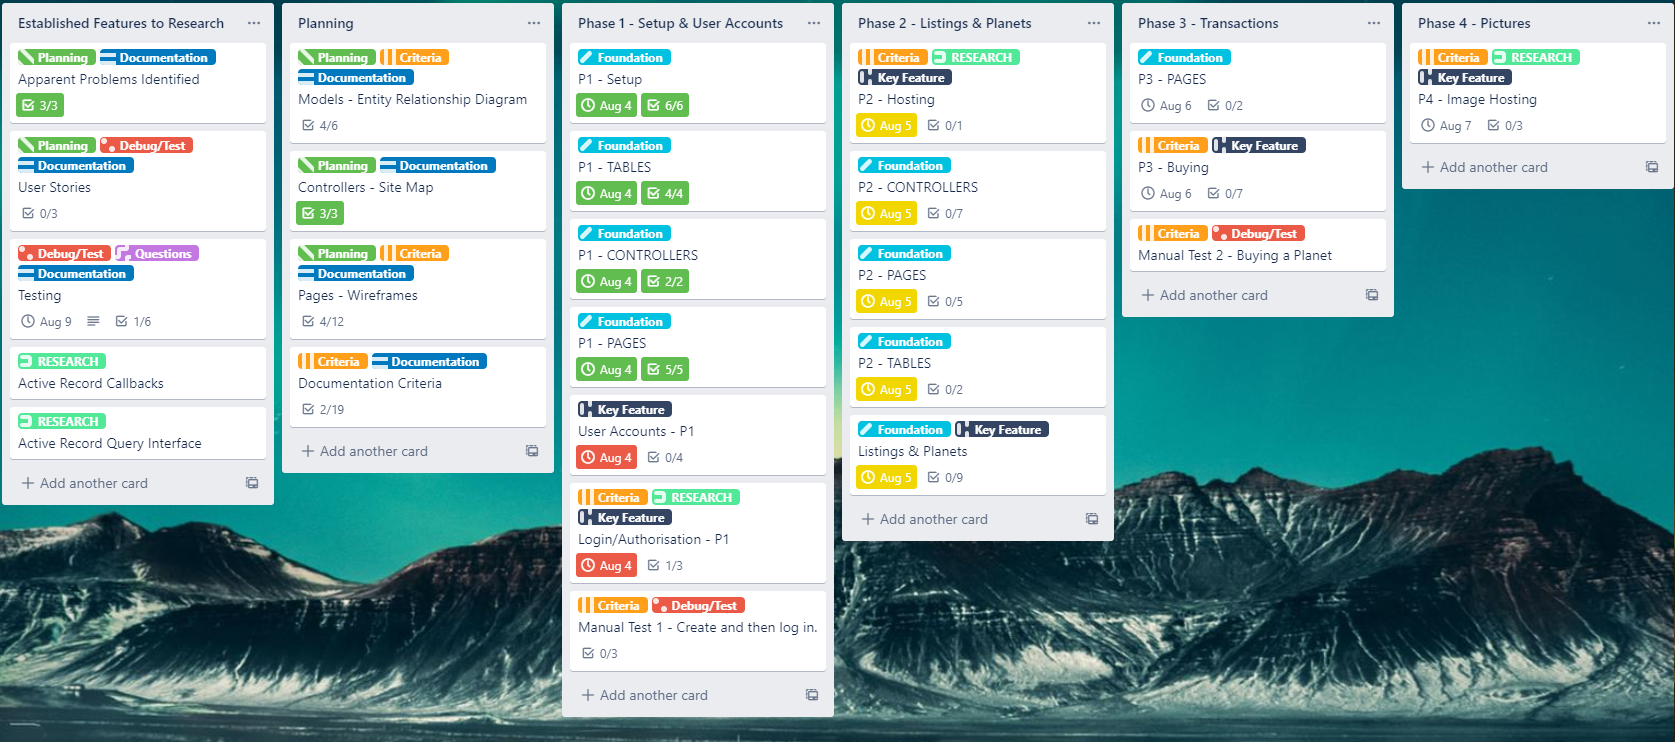 Established Features to Research
Planning Documentation
Apparent Problems Identified
3/3
Planning Debug/Test
Documentation
User Stories
0/3
Debug/Test Questions
Documentation
Testing
Aug 9 1/6
RESEARCH
Active Record Callbacks
RESEARCH
Active Record Query Interface
+ Add another card
Planning
Planning Criteria
Documentation
Models - Entity Relationship Diagram
4/6
Planning Documentation
Controllers - Site Map
3/3
Planning Criteria
Documentation
Pages - Wireframes
4/12
Criteria Documentation
Documentation Criteria
2/19
+ Add another card
Phase 1 - Setup & User Accounts
Foundation
P1 - Setup
Aug 4 6/6
Foundation
P1 - TABLES
Aug 4 4/4
Foundation
P1 - CONTROLLERS
Aug 4 2/2
Foundation
P1 - PAGES
Aug 4 5/5
Key Feature
User Accounts - P1
Aug 4 0/4
Criteria RESEARCH
Key Feature
Login/Authorisation - P1
Aug 4 1/3
Criteria Debug/Test
Manual Test 1 - Create and then log in.
0/3
+ Add another card
Phase 2 - Listings & Planets
Criteria RESEARCH
Key Feature
P2 - Hosting
Aug 5 0/1
Foundation
P2 - CONTROLLERS
Aug 5 0/7
Foundation
P2 - PAGES
Aug 5 0/5
Foundation
P2 - TABLES
Aug 5 0/2
Foundation Key Feature
Listings & Planets
Aug 5 0/9
+ Add another card
Phase 3 - Transactions
Foundation
P3 - PAGES
Aug 6 0/2
Criteria Key Feature
P3 - Buying
Aug 6 0/7
Criteria Debug/Test
Manual Test 2 - Buying a Planet
+ Add another card
Phase 4 - Pictures
Criteria RESEARCH
Key Feature
P4 - Image Hosting
Aug 7 0/3
+ Add another card